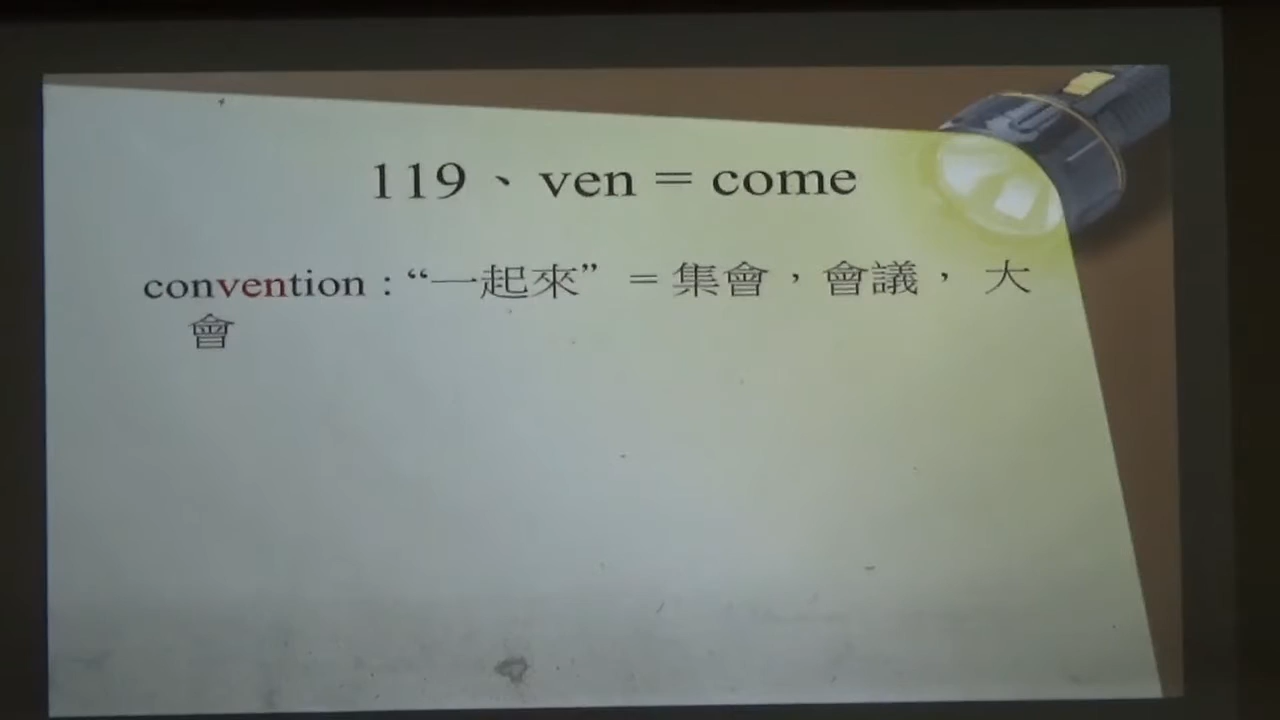 119、ven = come
convention : “一起來” = 集會，會議， 大
會